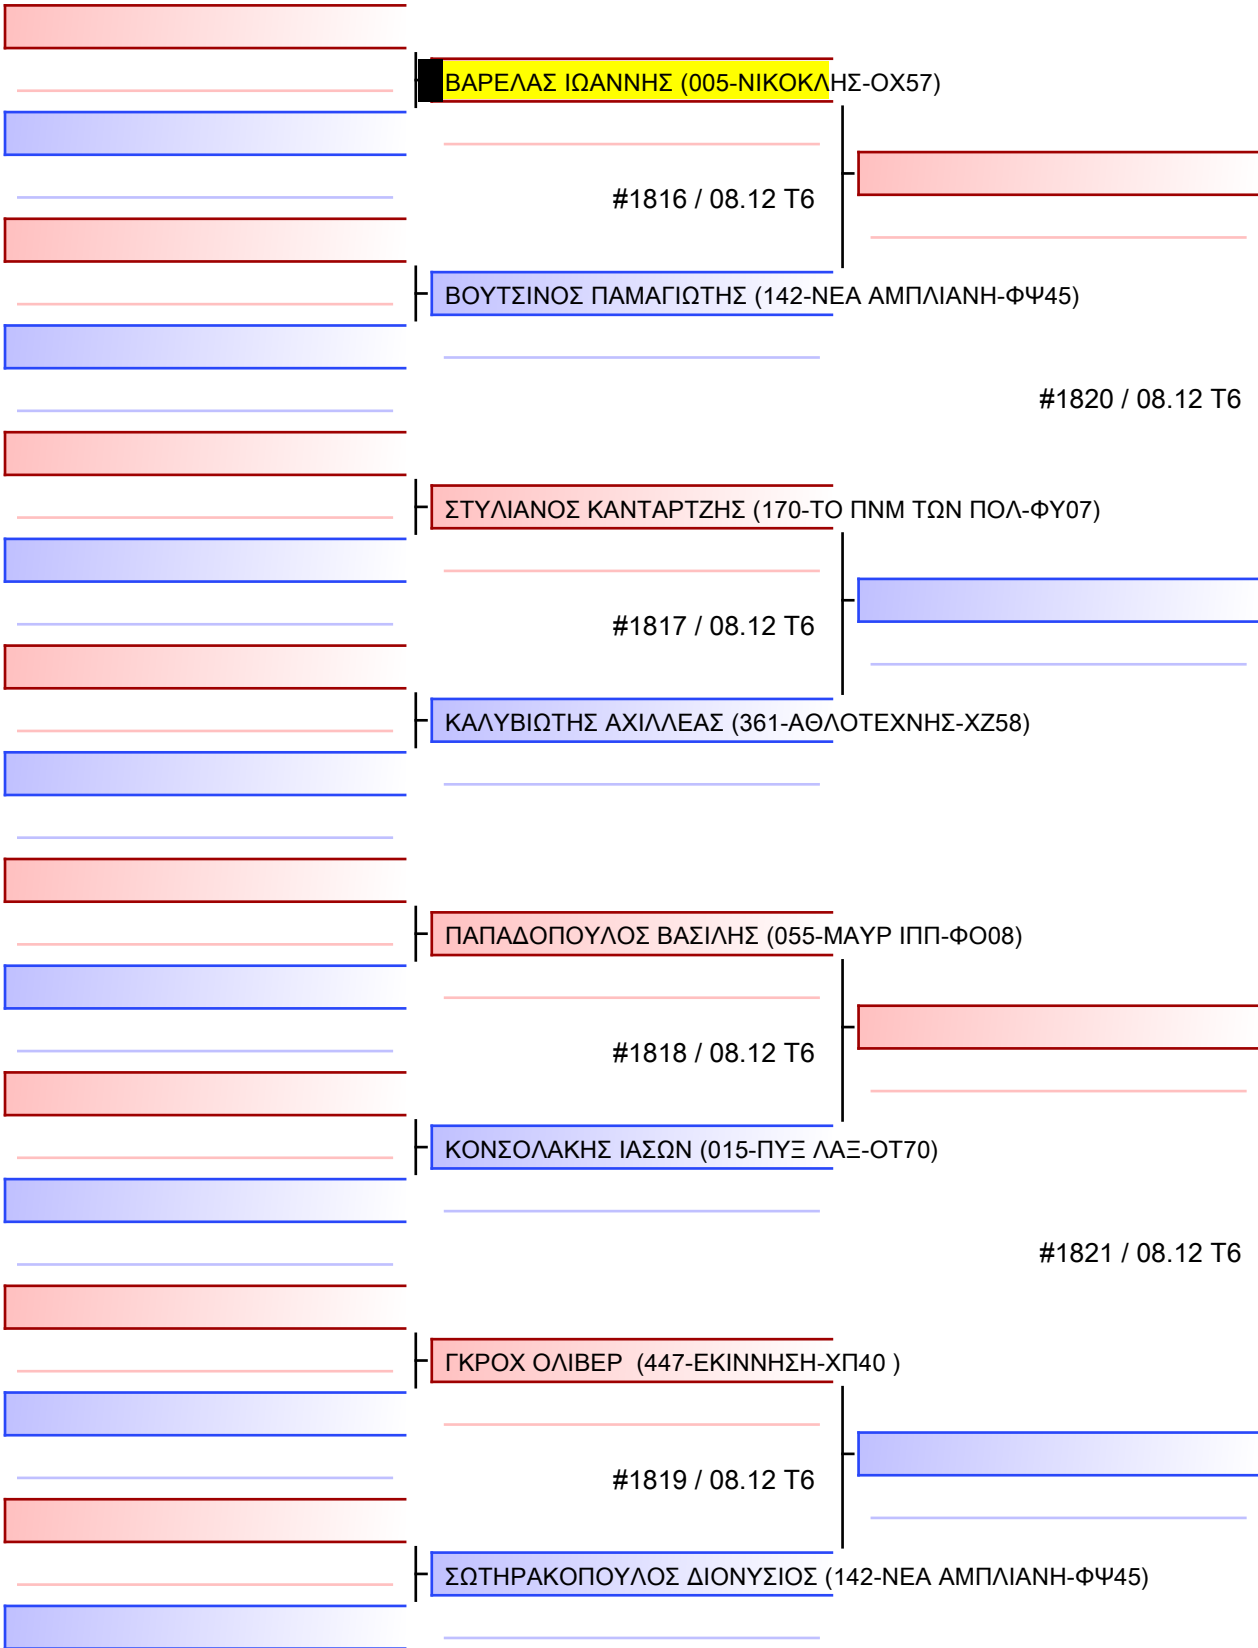 ΒΑΡΕΛΑΣ ΙΩΑΝΝΗΣ (005-ΝΙΚΟΚΛΗΣ-ΟΧ57)
#1816 / 08.12 T6
ΒΟΥΤΣΙΝΟΣ ΠΑΜΑΓΙΩΤΗΣ (142-ΝΕΑ ΑΜΠΛΙΑΝΗ-ΦΨ45)
#1820 / 08.12 T6
ΣΤΥΛΙΑΝΟΣ ΚΑΝΤΑΡΤΖΗΣ (170-ΤΟ ΠΝΜ ΤΩΝ ΠΟΛ-ΦΥ07)
#1817 / 08.12 T6
ΚΑΛΥΒΙΩΤΗΣ ΑΧΙΛΛΕΑΣ (361-ΑΘΛΟΤΕΧΝΗΣ-ΧΖ58)
ΠΑΠΑΔΟΠΟΥΛΟΣ ΒΑΣΙΛΗΣ (055-ΜΑΥΡ ΙΠΠ-ΦΟ08)
#1818 / 08.12 T6
ΚΟΝΣΟΛΑΚΗΣ ΙΑΣΩΝ (015-ΠΥΞ ΛΑΞ-ΟΤ70)
#1821 / 08.12 T6
ΓΚΡΟΧ ΟΛΙΒΕΡ  (447-ΕΚΙΝΝΗΣΗ-ΧΠ40 )
#1819 / 08.12 T6
ΣΩΤΗΡΑΚΟΠΟΥΛΟΣ ΔΙΟΝΥΣΙΟΣ (142-ΝΕΑ ΑΜΠΛΙΑΝΗ-ΦΨ45)